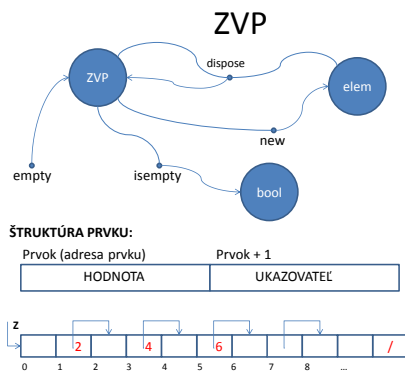 ZVP
ZVP
dispose
elem
new
empty
isempty
bool
ŠTRUKTÚRA PRVKU:
Prvok (adresa prvku) Prvok + 1
HODNOTA UKAZOVATEĽ
z
2 4 6 /
0 1 2 3 4 5 6 7 8 ...